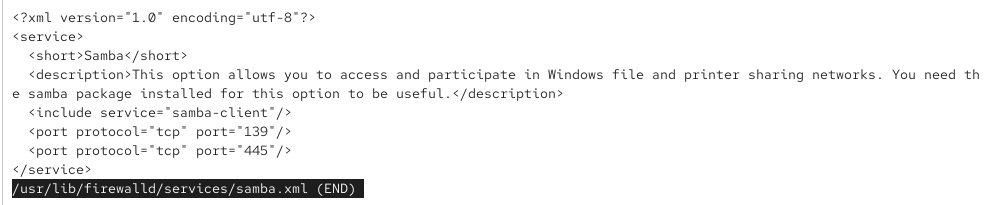 <?xml version="1.0" encoding="utf-8"?>
<service>
  <short>Samba</short>
  <description>This option allows you to access and participate in Windows file and printer sharing networks. You need th
e samba package installed for this option to be useful.</description>
  <include service="samba-client"/>
  <port protocol="tcp" port="139"/>
  <port protocol="tcp" port="445"/>
</service>
/usr/lib/firewalld/services/samba.xml (END)